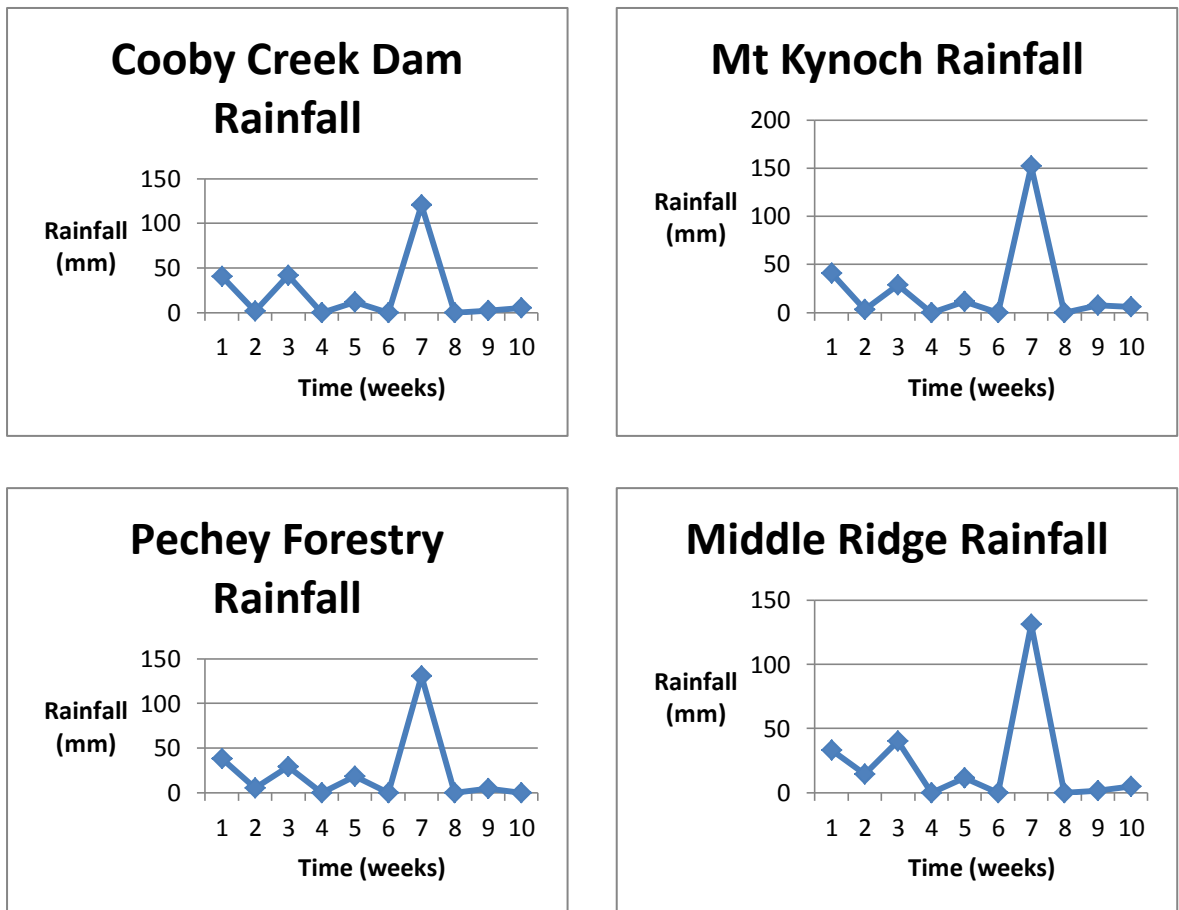 Cooby Creek Dam
Rainfall
150
100
50
0
Rainfall
(mm)
1 2 3 4 5 6 7 8 9 10
Time (weeks)
Mt Kynoch Rainfall
200
150
100
50
0
Rainfall
(mm)
1 2 3 4 5 6 7 8 9 10
Time (weeks)
Pechey Forestry
Rainfall
150
100
50
0
Rainfall
(mm)
1 2 3 4 5 6 7 8 9 10
Time (weeks)
Middle Ridge Rainfall
150
100
50
0
Rainfall
(mm)
1 2 3 4 5 6 7 8 9 10
Time (weeks)